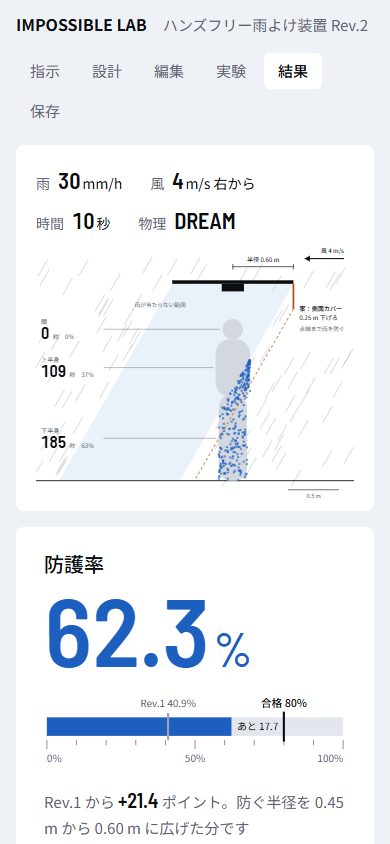 IMPOSSIBLE LAB ハンズフリー雨よけ装置 Rev.2
指示 設計 編集 実験 結果
保存
雨 30 mm/h 風 4 m/s 右から
時間 10 秒 物理 DREAM
風 4 m/s
半径 0.60 m
雨が当たらない範囲
案：側面カバー
0.25 m 下げる
点線まで雨を防ぐ
頭
0 粒 0%
上半身
109 粒 37%
下半身
185 粒 63%
0.5 m
防護率
62.3%
Rev.1 40.9% 合格 80%
あと 17.7
0% 50% 100%
Rev.1 から +21.4 ポイント。防ぐ半径を 0.45
m から 0.60 m に広げた分です